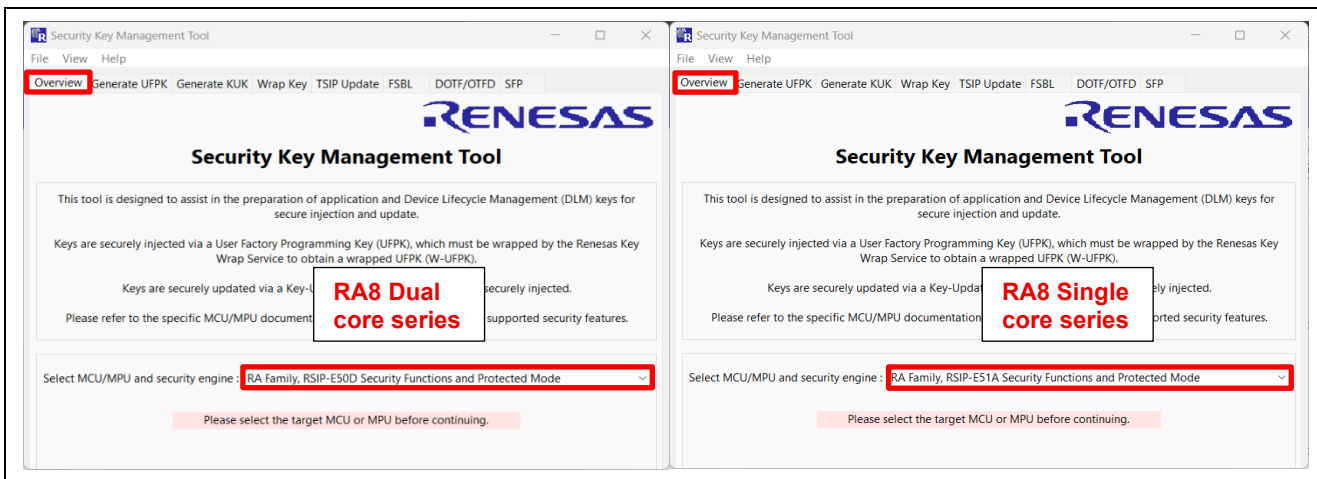 Security Key Management Tool
File View Help
Overview Generate UFPK Generate KUK Wrap Key TSIP Update FSBL DOTF/OTFD SFP
RENESAS
Security Key Management Tool
This tool is designed to assist in the preparation of application and Device Lifecycle Management (DLM) keys for
secure injection and update.
Keys are securely injected via a User Factory Programming Key (UFPK), which must be wrapped by the Renesas Key
Wrap Service to obtain a wrapped UFPK (W-UFPK).
Keys are securely updated via a Key-U securely injected.
Please refer to the specific MCU/MPU document supported security features.
RA8 Dual
core series
Select MCU/MPU and security engine : RA Family, RSIP-E50D Security Functions and Protected Mode
Please select the target MCU or MPU before continuing.
Security Key Management Tool
File View Help
Overview Generate UFPK Generate KUK Wrap Key TSIP Update FSBL DOTF/OTFD SFP
RENESAS
Security Key Management Tool
This tool is designed to assist in the preparation of application and Device Lifecycle Management (DLM) keys for
secure injection and update.
Keys are securely injected via a User Factory Programming Key (UFPK), which must be wrapped by the Renesas Key
Wrap Service to obtain a wrapped UFPK (W-UFPK).
Keys are securely updated via a Key-Updat ely injected.
Please refer to the specific MCU/MPU documentation orted security features.
RA8 Single
core series
Select MCU/MPU and security engine : RA Family, RSIP-E51A Security Functions and Protected Mode
Please select the target MCU or MPU before continuing.